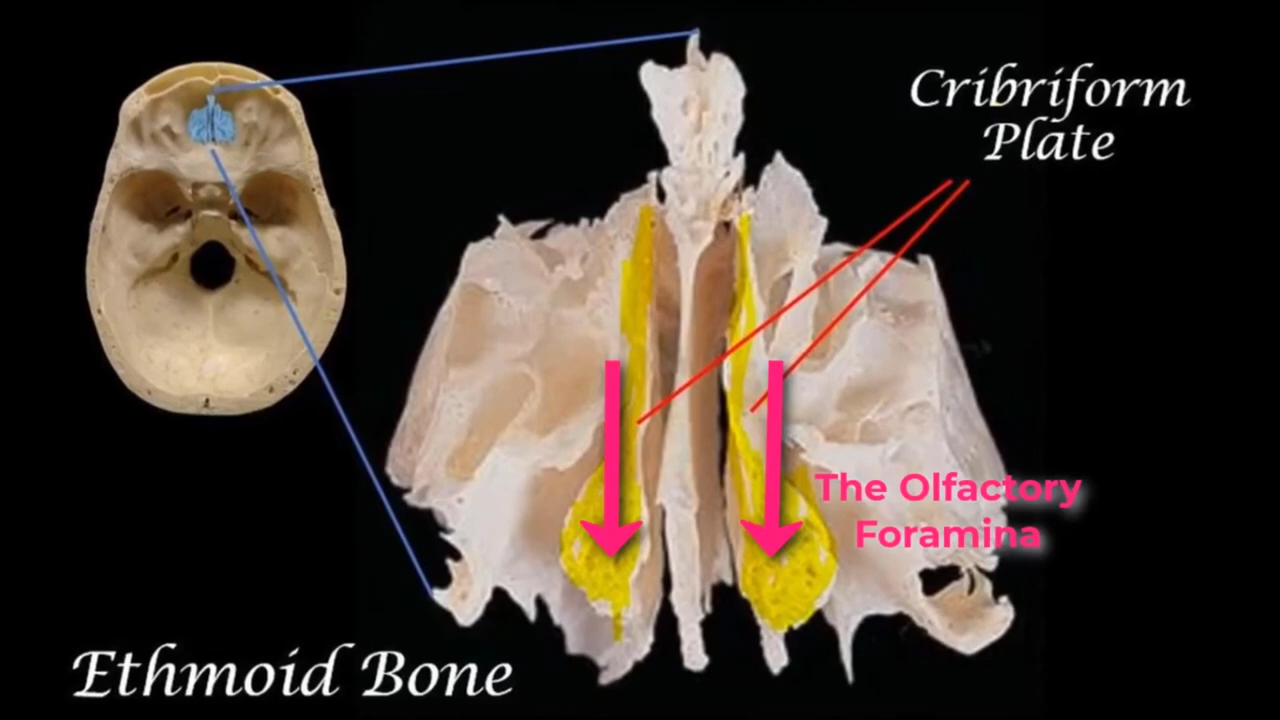 Cribriform
Plate
The Olfactory
Foramina
Ethmoid Bone